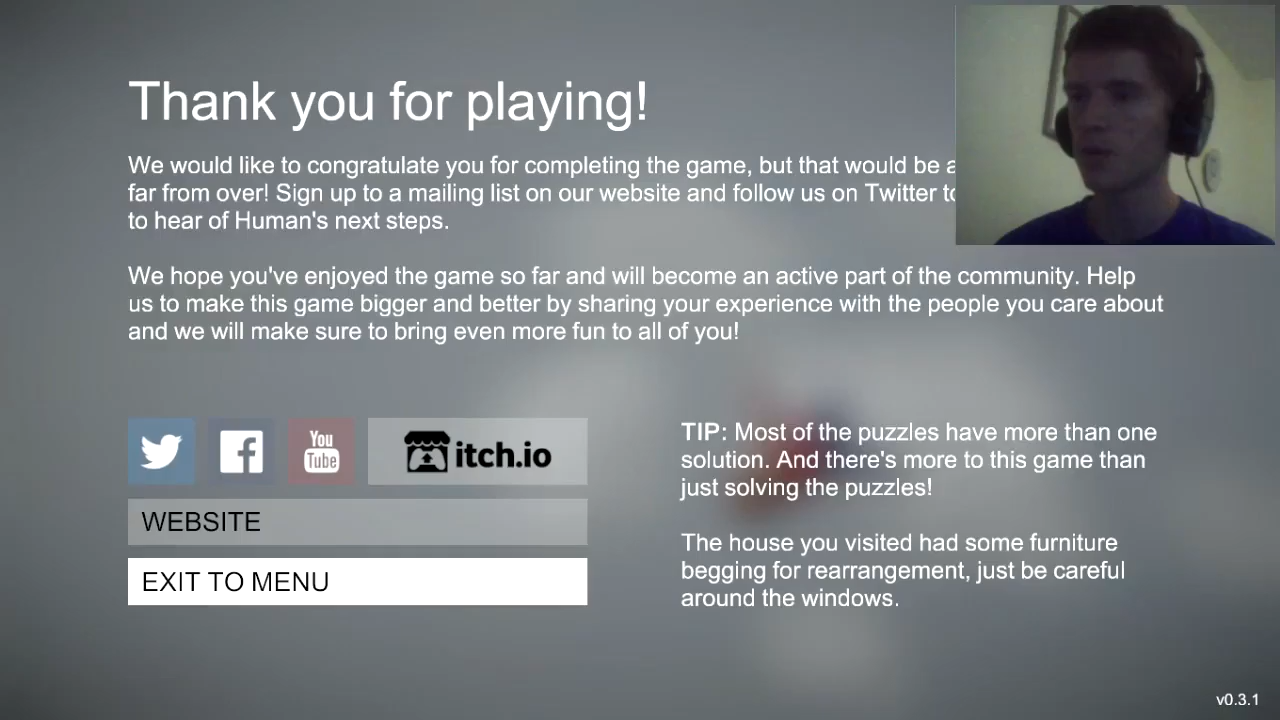 Thank you for playing!
We would like to congratulate you for completing the game, but that would be a
far from over! Sign up to a mailing list on our website and follow us on Twitter to
to hear of Human's next steps.
We hope you've enjoyed the game so far and will become an active part of the community. Help
us to make this game bigger and better by sharing your experience with the people you care about
and we will make sure to bring even more fun to all of you!
You
Tube
itch.io
WEBSITE
EXIT TO MENU
TIP: Most of the puzzles have more than one
solution. And there's more to this game than
just solving the puzzles!
The house you visited had some furniture
begging for rearrangement, just be careful
around the windows.
v0.3.1